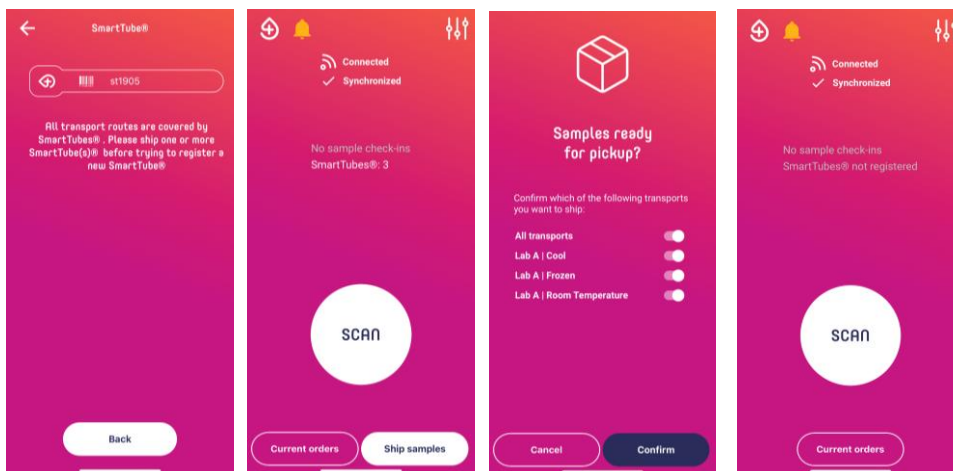 SmartTube®
st1905
All transport routes are covered by
SmartTubes® . Please ship one or more
SmartTube(s)® before trying to register a
new SmartTube®
Back
Connected
Synchronized
No sample check-ins
SmartTubes®: 3
SCAN
Current orders
Ship samples
Samples ready
for pickup?
Confirm which of the following transports
you want to ship:
All transports
Lab A | Cool
Lab A | Frozen
Lab A | Room Temperature
Cancel
Confirm
Connected
Synchronized
No sample check-ins
SmartTubes® not registered
SCAN
Current orders